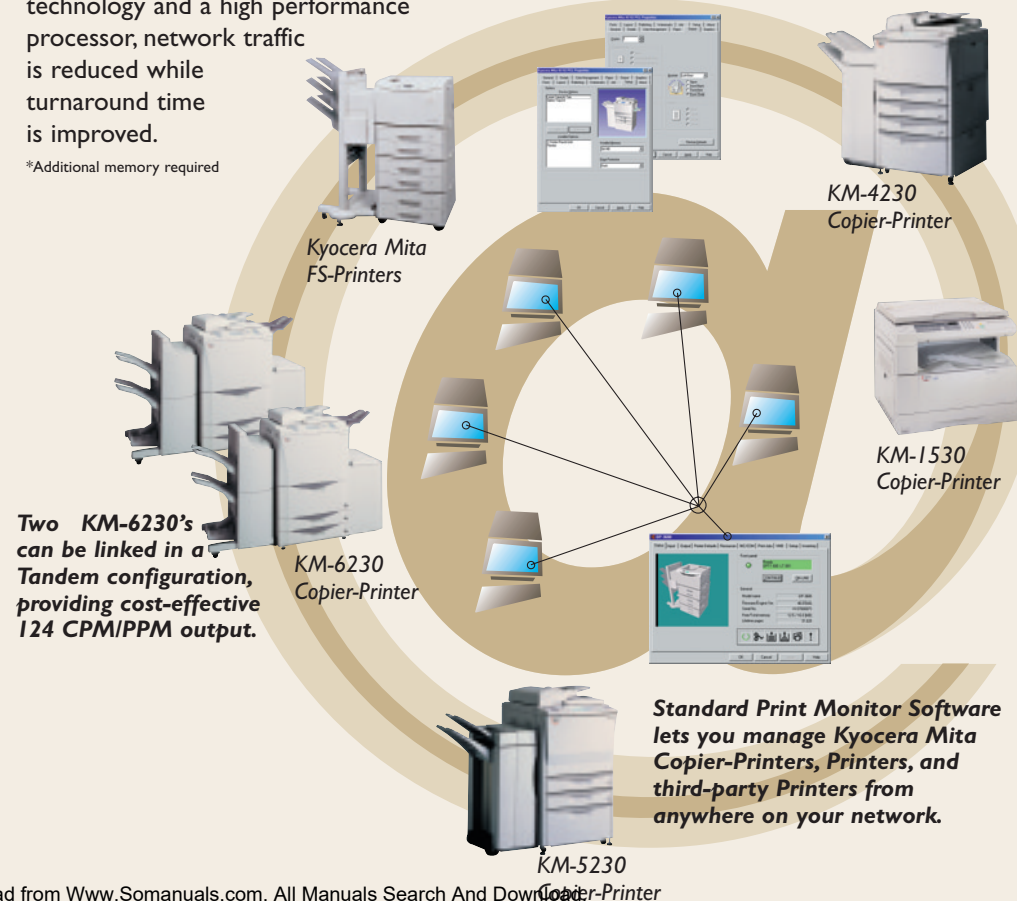 technology and a high performance
processor, network traffic
is reduced while
turnaround time
is improved.
*Additional memory required
Kyocera Mita
FS-Printers
KM-4230
Copier-Printer
KM-1530
Copier-Printer
Two KM-6230's
can be linked in a
Tandem configuration,
providing cost-effective
124 CPM/PPM output.
KM-6230
Copier-Printer
Standard Print Monitor Software
lets you manage Kyocera Mita
Copier-Printers, Printers, and
third-party Printers from
anywhere on your network.
KM-5230
Copier-Printer
ad from Www.Somanuals.com. All Manuals Search And Download.